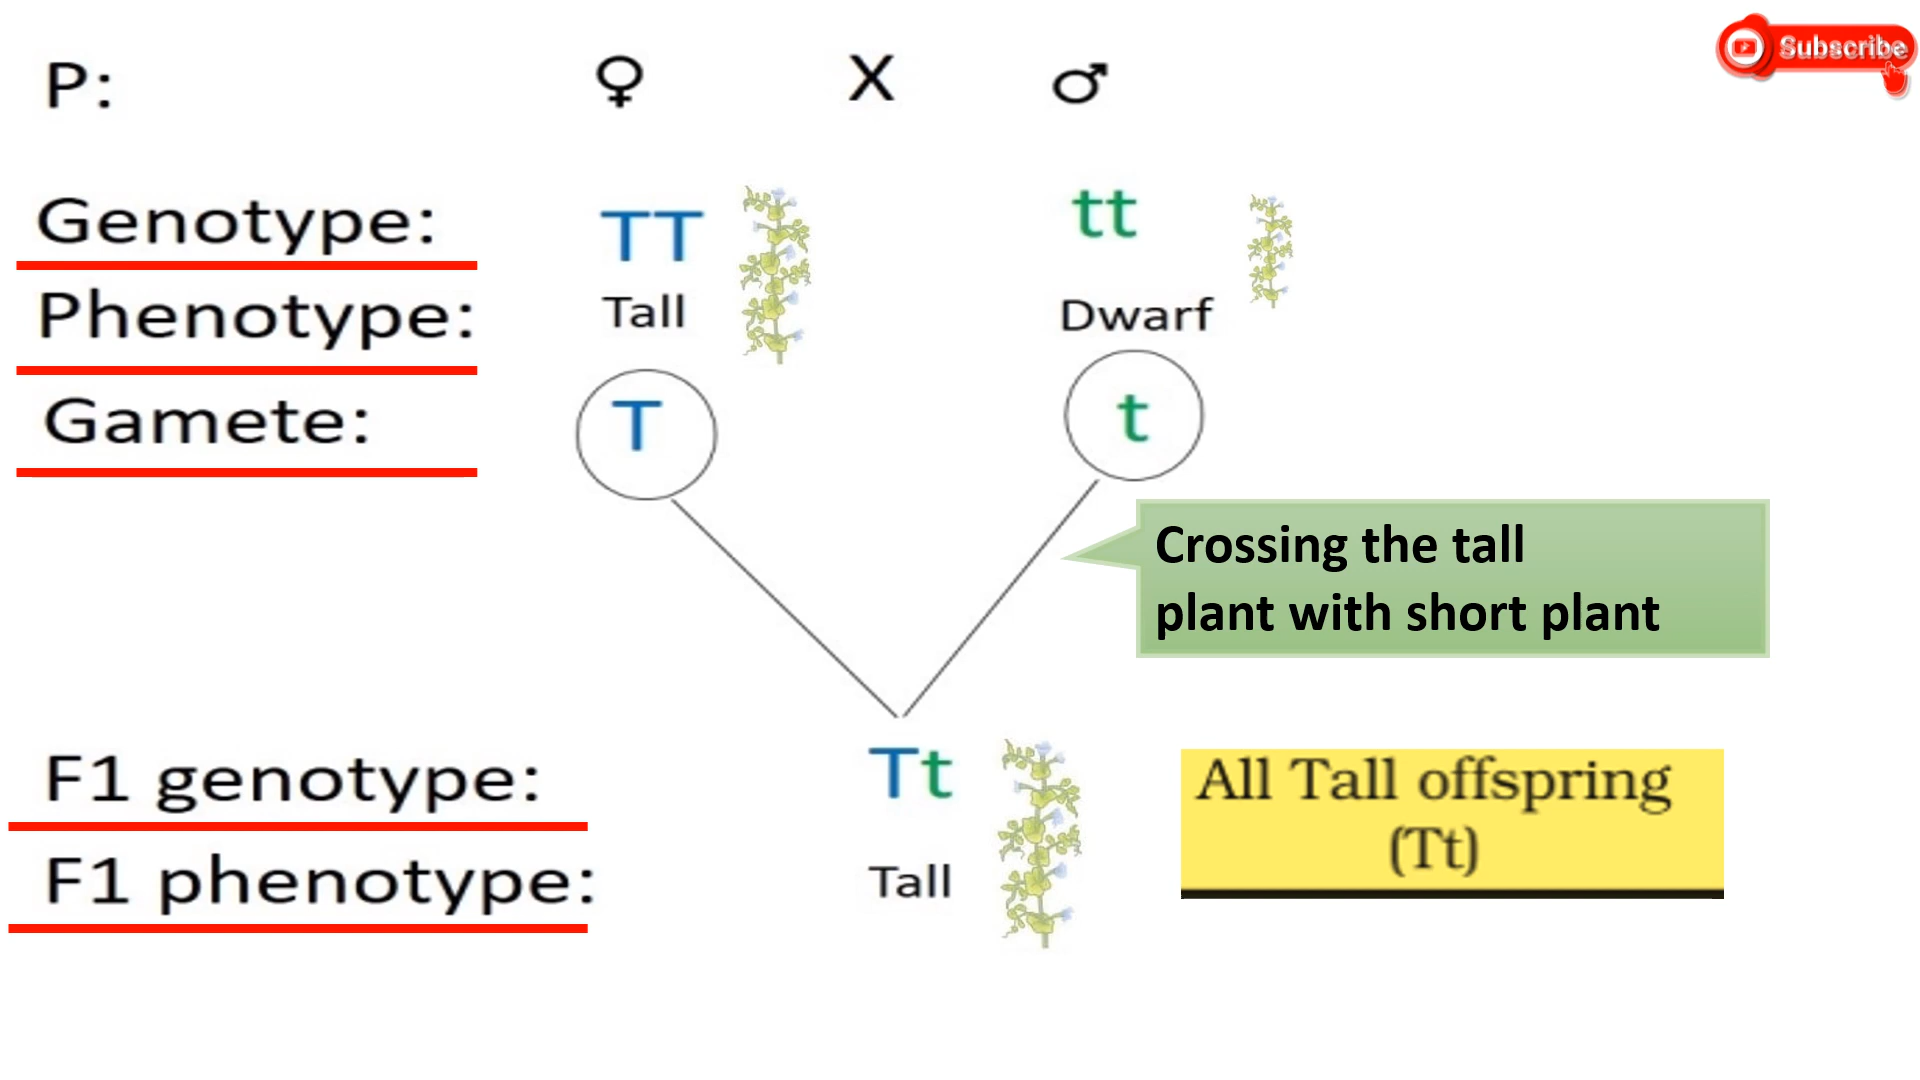 Subscribe
P: ♀ X ♂
Genotype: TT tt
Phenotype: Tall Dwarf
Gamete: T t
Crossing the tall
plant with short plant
F1 genotype: Tt
All Tall offspring
(Tt)
F1 phenotype: Tall